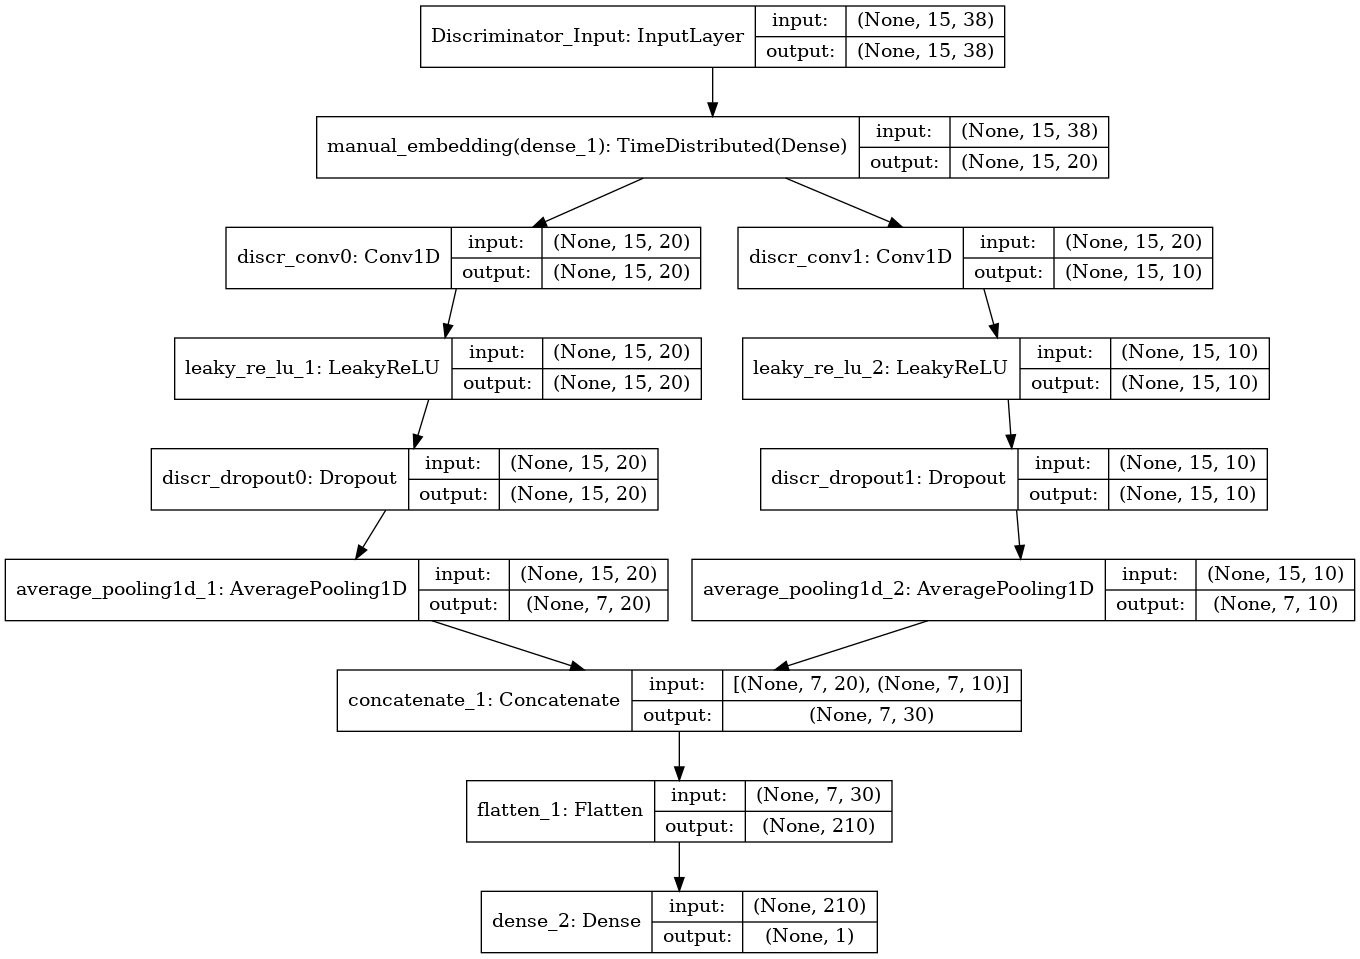 Discriminator_Input: InputLayer
input: (None, 15, 38)
output: (None, 15, 38)
manual_embedding(dense_1): TimeDistributed(Dense)
input: (None, 15, 38)
output: (None, 15, 20)
discr_conv0: Conv1D
input: (None, 15, 20)
output: (None, 15, 20)
discr_conv1: Conv1D
input: (None, 15, 20)
output: (None, 15, 10)
leaky_re_lu_1: LeakyReLU
input: (None, 15, 20)
output: (None, 15, 20)
leaky_re_lu_2: LeakyReLU
input: (None, 15, 10)
output: (None, 15, 10)
discr_dropout0: Dropout
input: (None, 15, 20)
output: (None, 15, 20)
discr_dropout1: Dropout
input: (None, 15, 10)
output: (None, 15, 10)
average_pooling1d_1: AveragePooling1D
input: (None, 15, 20)
output: (None, 7, 20)
average_pooling1d_2: AveragePooling1D
input: (None, 15, 10)
output: (None, 7, 10)
concatenate_1: Concatenate
input: [(None, 7, 20), (None, 7, 10)]
output: (None, 7, 30)
flatten_1: Flatten
input: (None, 7, 30)
output: (None, 210)
dense_2: Dense
input: (None, 210)
output: (None, 1)